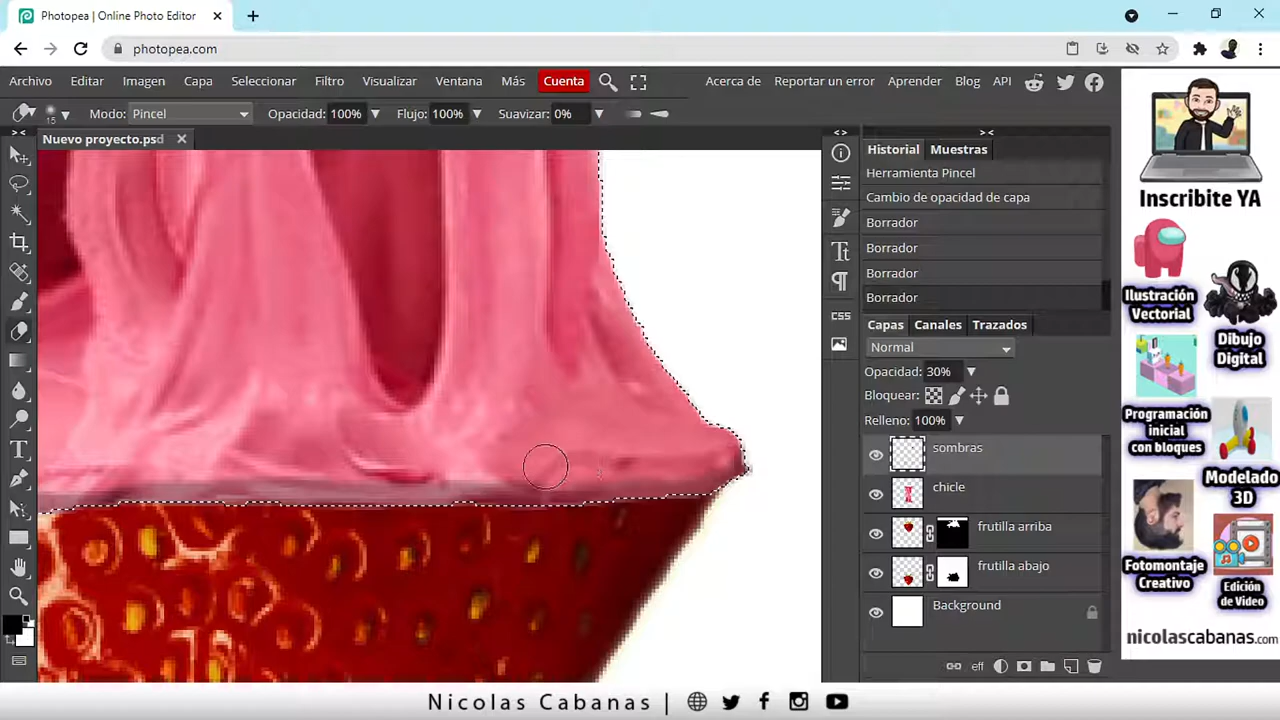 Photopea | Online Photo Editor
photopea.com
Archivo Editar Imagen Capa Seleccionar Filtro Visualizar Ventana Más Cuenta Acerca de Reportar un error Aprender Blog API
15 Modo: Pincel Opacidad: 100% Flujo: 100% Suavizar: 0%
Nuevo proyecto.psd
Historial Muestras
Herramienta Pincel
Cambio de opacidad de capa
Borrador
Borrador
Borrador
Borrador
CSS
Capas Canales Trazados
Normal
Opacidad: 30%
Bloquear:
Relleno: 100%
sombras
chicle
frutilla arriba
frutilla abajo
Background
eff
Inscribite YA
Ilustración
Vectorial
Dibujo
Digital
Programación
inicial
con bloques
Modelado
3D
Fotomontaje
Creativo
Edición
de Video
nicolascabanas.com
Nicolas Cabanas |